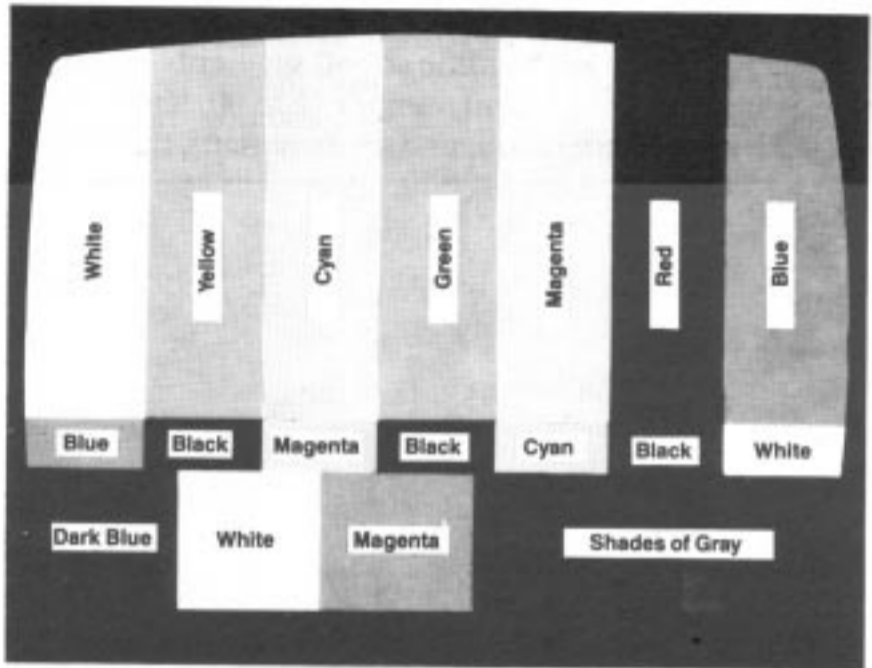 White
Yellow
Cyan
Green
Magenta
Red
Blue
Blue
Black
Magenta
Black
Cyan
Black
White
Dark Blue
White
Magenta
Shades of Gray